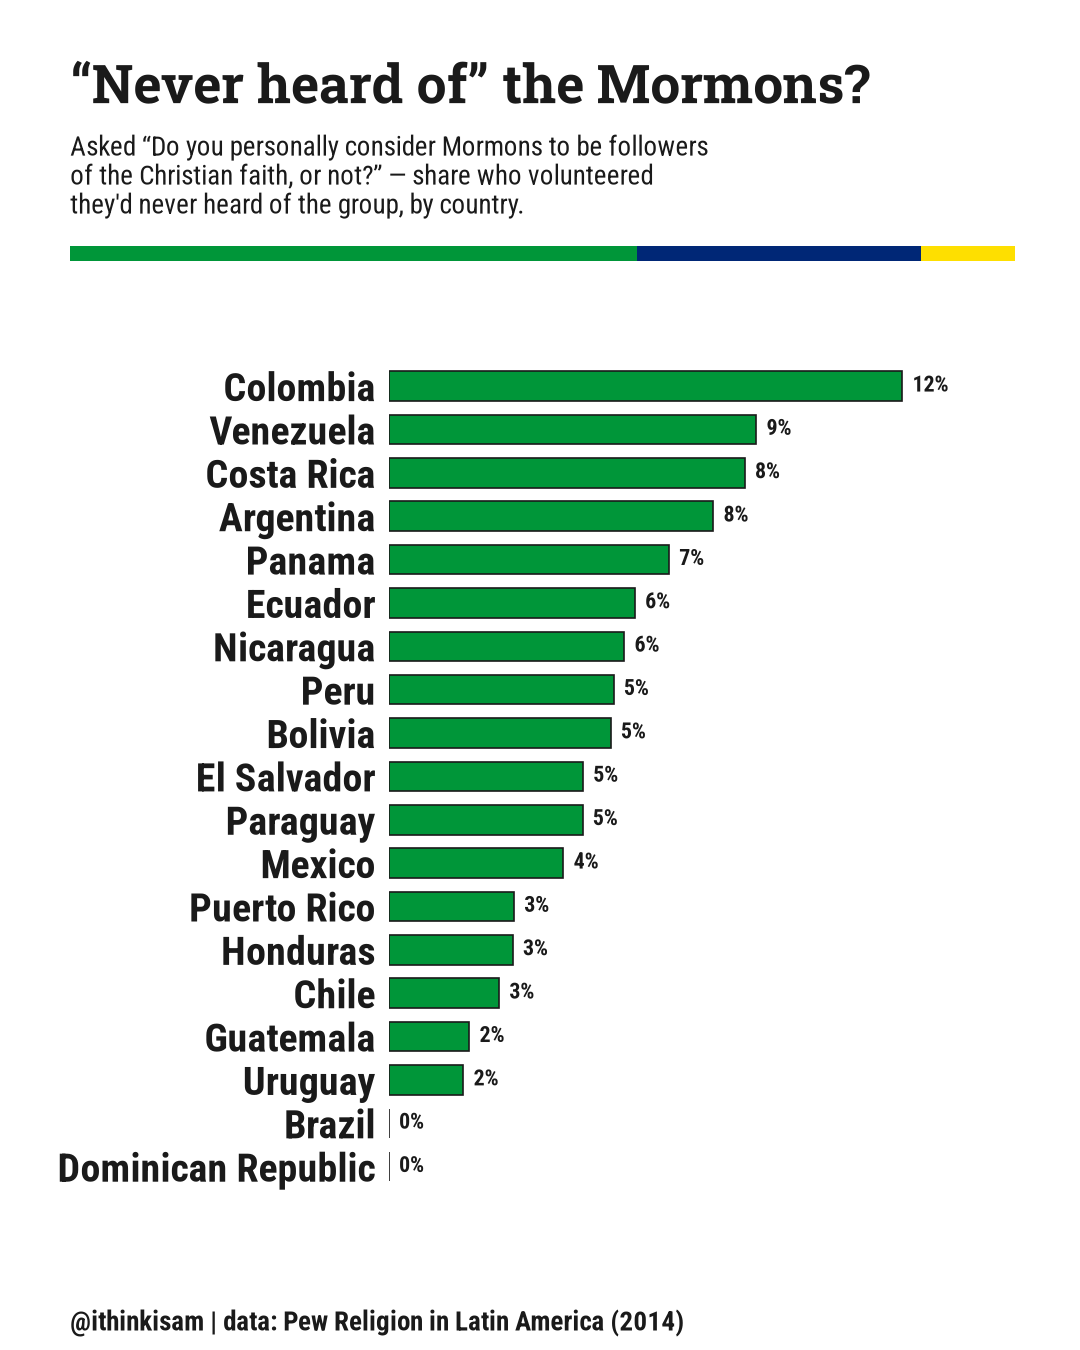 “Never heard of” the Mormons?
Asked “Do you personally consider Mormons to be followers
of the Christian faith, or not?” — share who volunteered
they'd never heard of the group, by country.
Colombia 12%
Venezuela 9%
Costa Rica 8%
Argentina 8%
Panama 7%
Ecuador 6%
Nicaragua 6%
Peru 5%
Bolivia 5%
El Salvador 5%
Paraguay 5%
Mexico 4%
Puerto Rico 3%
Honduras 3%
Chile 3%
Guatemala 2%
Uruguay 2%
Brazil 0%
Dominican Republic 0%
@ithinkisam | data: Pew Religion in Latin America (2014)